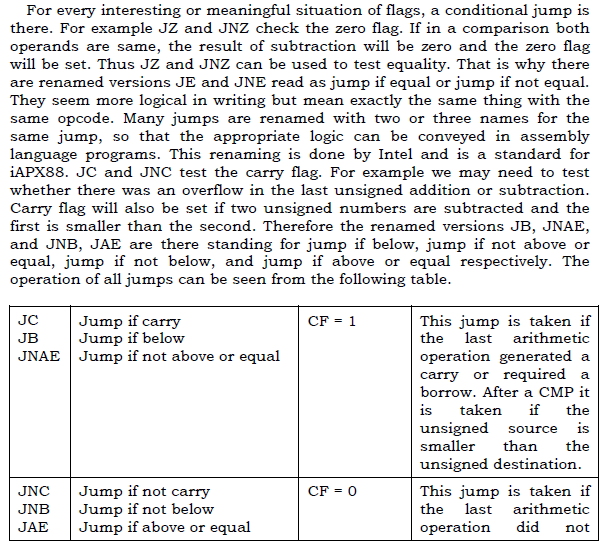 For every interesting or meaningful situation of flags, a conditional jump is
there. For example JZ and JNZ check the zero flag. If in a comparison both
operands are same, the result of subtraction will be zero and the zero flag
will be set. Thus JZ and JNZ can be used to test equality. That is why there
are renamed versions JE and JNE read as jump if equal or jump if not equal.
They seem more logical in writing but mean exactly the same thing with the
same opcode. Many jumps are renamed with two or three names for the
same jump, so that the appropriate logic can be conveyed in assembly
language programs. This renaming is done by Intel and is a standard for
iAPX88. JC and JNC test the carry flag. For example we may need to test
whether there was an overflow in the last unsigned addition or subtraction.
Carry flag will also be set if two unsigned numbers are subtracted and the
first is smaller than the second. Therefore the renamed versions JB, JNAE,
and JNB, JAE are there standing for jump if below, jump if not above or
equal, jump if not below, and jump if above or equal respectively. The
operation of all jumps can be seen from the following table.
JC
JB
JNAE
Jump if carry
Jump if below
Jump if not above or equal
CF = 1
This jump is taken if
the last arithmetic
operation generated a
carry or required a
borrow. After a CMP it
is taken if the
unsigned source is
smaller than the
unsigned destination.
JNC
JNB
JAE
Jump if not carry
Jump if not below
Jump if above or equal
CF = 0
This jump is taken if
the last arithmetic
operation did not